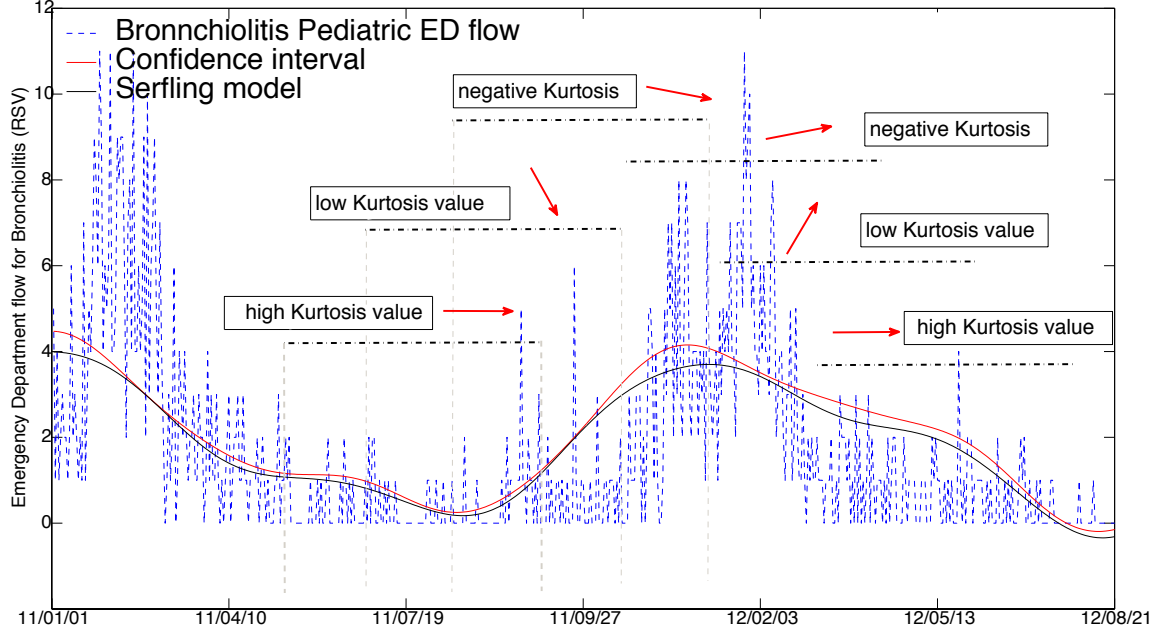 12
Bronnchiolitis Pediatric ED flow
Confidence interval
Serfling model
10
8
6
4
2
0
Emergency Department flow for Bronchiolitis (RSV)
negative Kurtosis
negative Kurtosis
low Kurtosis value
low Kurtosis value
high Kurtosis value
high Kurtosis value
11/01/01
11/04/10
11/07/19
11/09/27
12/02/03
12/05/13
12/08/21